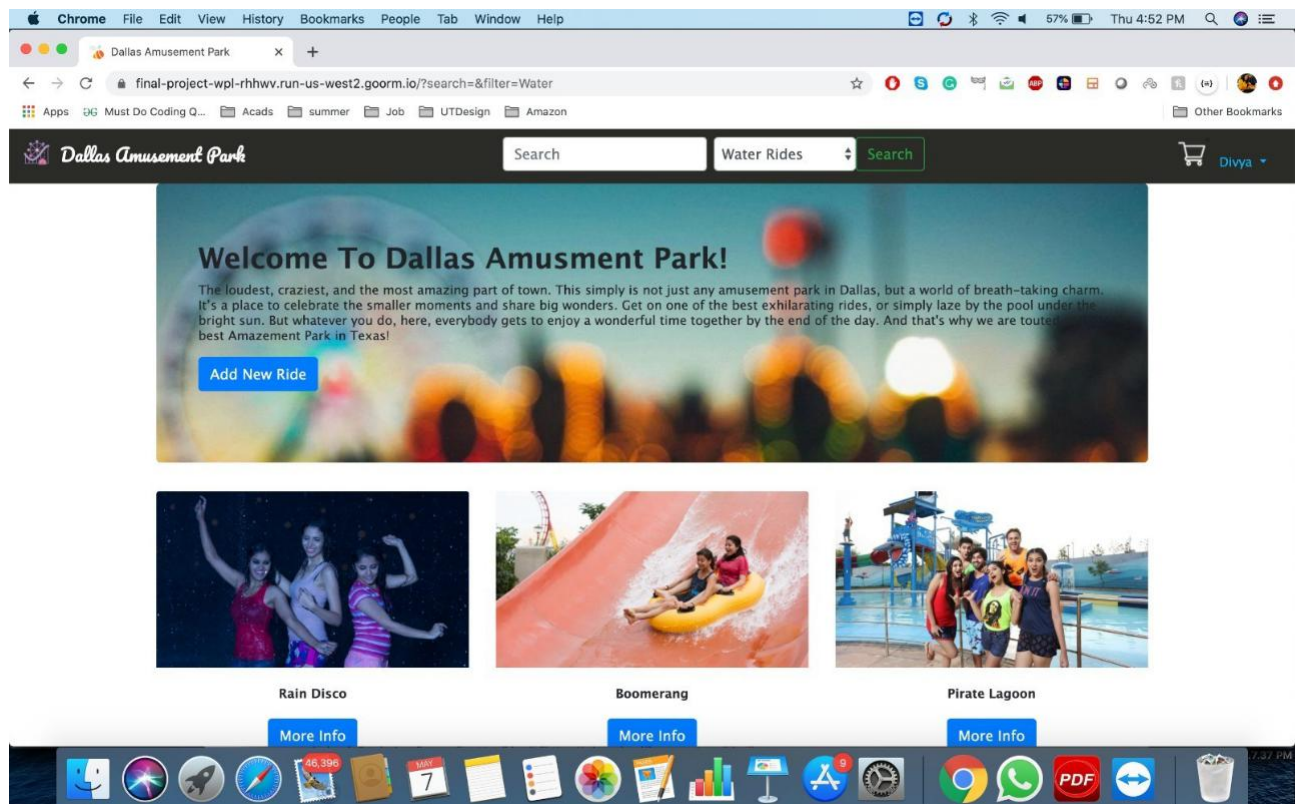 Chrome File Edit View History Bookmarks People Tab Window Help 57% Thu 4:52 PM
Dallas Amusement Park
final-project-wpl-rhhwv.run-us-west2.goorm.io/?search=&filter=Water
Apps Must Do Coding Q... Acads summer Job UTDesign Amazon Other Bookmarks
Dallas Amusement Park Search Water Rides Search Divya
Welcome To Dallas Amusment Park!
The loudest, craziest, and the most amazing part of town. This simply is not just any amusement park in Dallas, but a world of breath-taking charm.
It's a place to celebrate the smaller moments and share big wonders. Get on one of the best exhilarating rides, or simply laze by the pool under the
bright sun. But whatever you do, here, everybody gets to enjoy a wonderful time together by the end of the day. And that's why we are touted
best Amazement Park in Texas!
Add New Ride
Rain Disco Boomerang Pirate Lagoon
More Info More Info More Info
46,396
MAY
7
9
PDF
7.37 PM